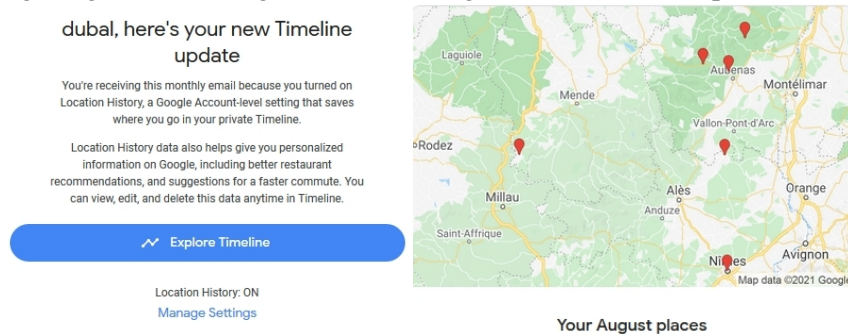 dubal, here's your new Timeline
update
You're receiving this monthly email because you turned on
Location History, a Google Account-level setting that saves
where you go in your private Timeline.
Location History data also helps give you personalized
information on Google, including better restaurant
recommendations, and suggestions for a faster commute. You
can view, edit, and delete this data anytime in Timeline.
Explore Timeline
Location History: ON
Manage Settings
Laguiole
Aubenas
Montélimar
Mende
Vallon-Pont-d'Arc
Rodez
Millau
Alès
Orange
Anduze
Saint-Affrique
Avignon
Map data ©2021 Google
Your August places